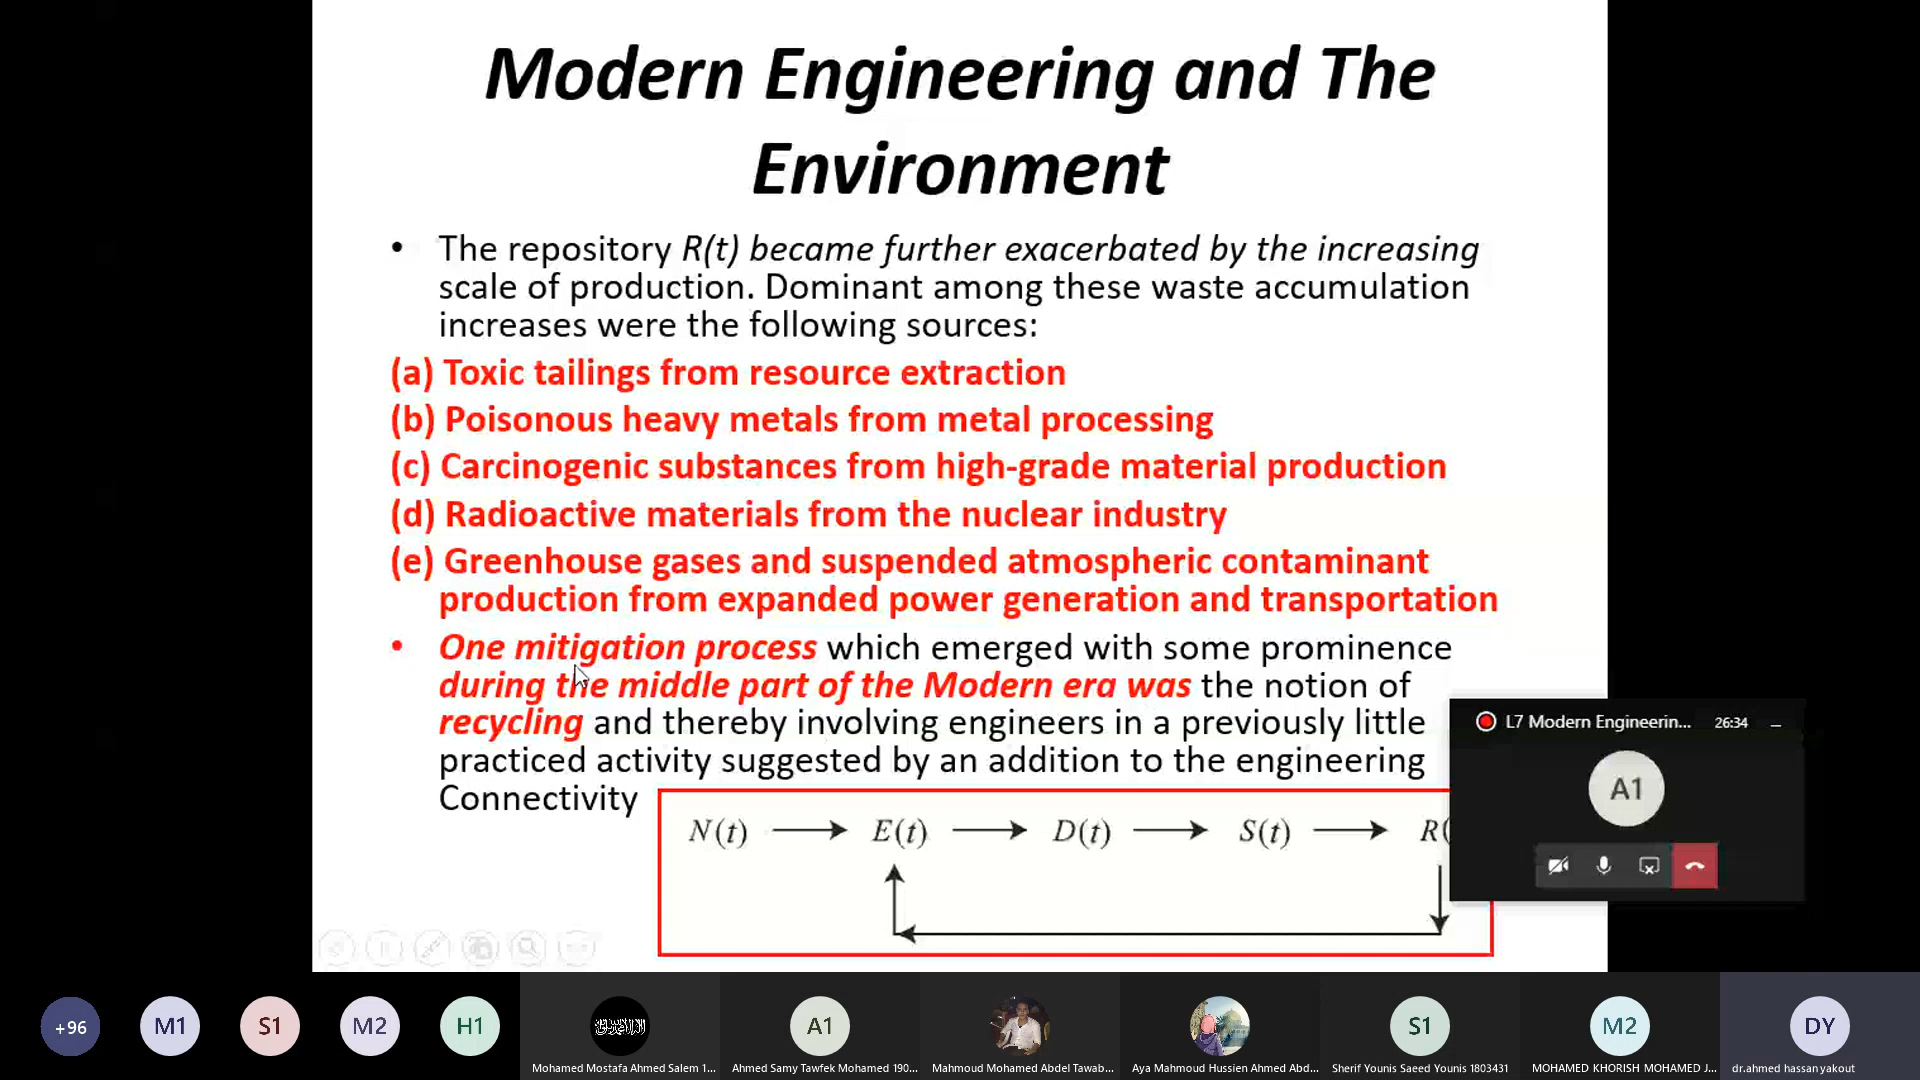 Modern Engineering and The
Environment
• The repository R(t) became further exacerbated by the increasing
scale of production. Dominant among these waste accumulation
increases were the following sources:
(a) Toxic tailings from resource extraction
(b) Poisonous heavy metals from metal processing
(c) Carcinogenic substances from high-grade material production
(d) Radioactive materials from the nuclear industry
(e) Greenhouse gases and suspended atmospheric contaminant
production from expanded power generation and transportation
• One mitigation process which emerged with some prominence
during the middle part of the Modern era was the notion of
recycling and thereby involving engineers in a previously little
practiced activity suggested by an addition to the engineering
Connectivity
N(t) → E(t) → D(t) → S(t) → R(
L7 Modern Engineerin... 26:34
A1
+96 M1 S1 M2 H1 A1 S1 M2 DY
Mohamed Mostafa Ahmed Salem 1... Ahmed Samy Tawfek Mohamed 190... Mahmoud Mohamed Abdel Tawab... Aya Mahmoud Hussien Ahmed Abd... Sherif Younis Saeed Younis 1803431 MOHAMED KHORISH MOHAMED J... dr.ahmed hassan yakout